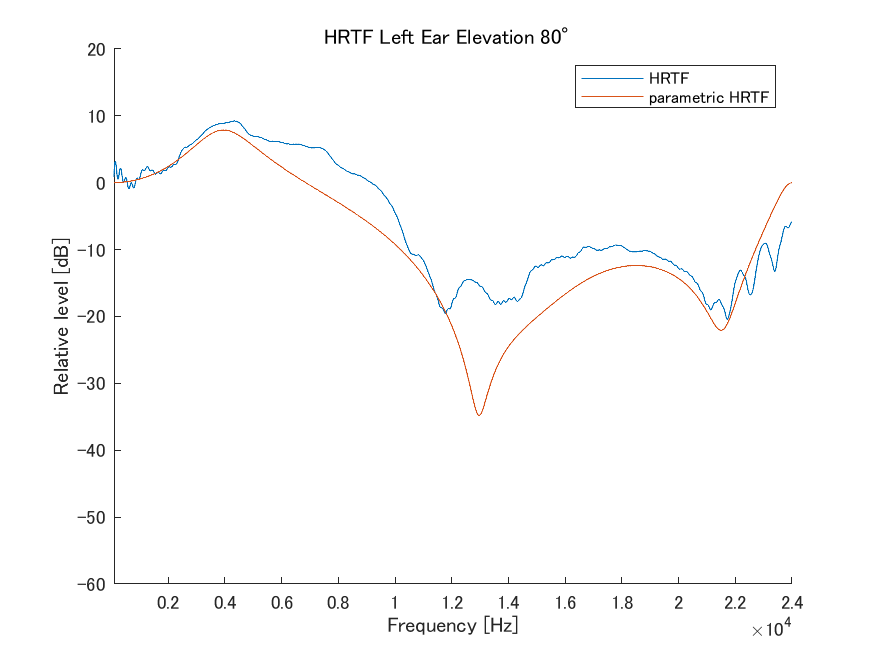 HRTF Left Ear Elevation 80°
HRTF
parametric HRTF
Relative level [dB]
20
10
0
−10
−20
−30
−40
−50
−60
0.2 0.4 0.6 0.8 1 1.2 1.4 1.6 1.8 2 2.2 2.4
Frequency [Hz]
×10⁴